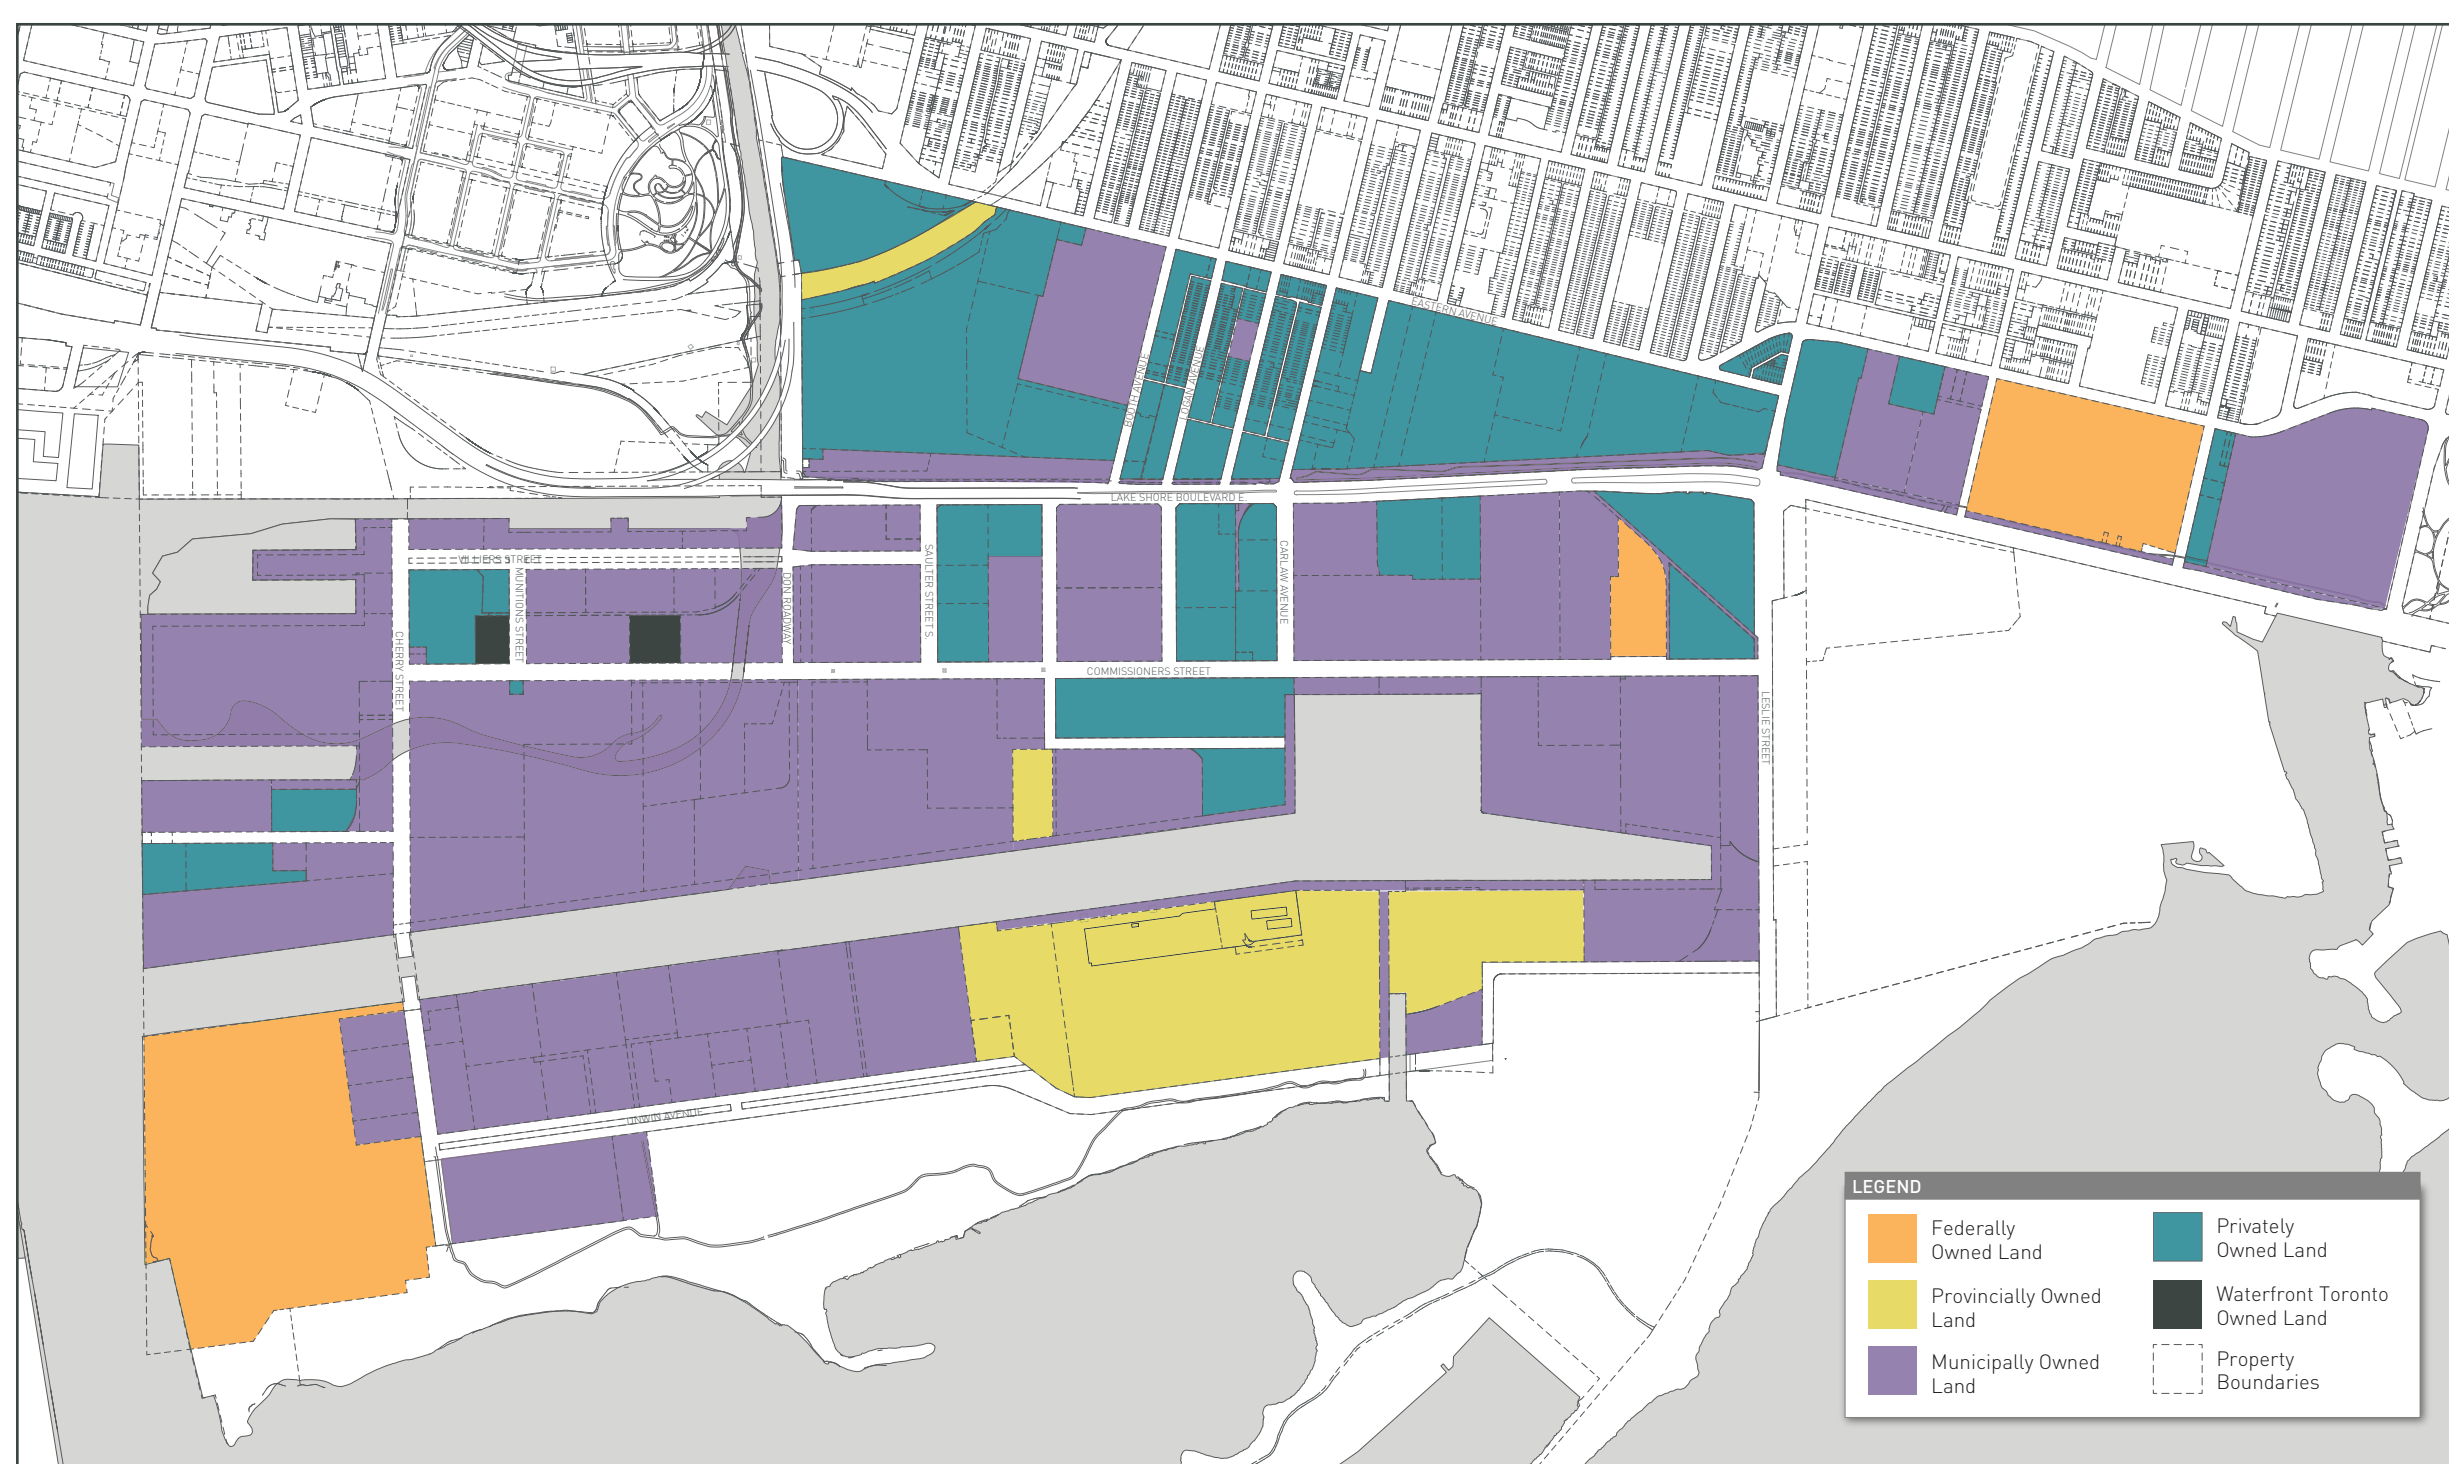 EASTERN AVENUE
BOOTH AVENUE
LOGAN AVENUE
LAKE SHORE BOULEVARD E.
VILLIERS STREET
MUNITIONS STREET
DON ROADWAY
SAULTER STREET S.
CARLAW AVENUE
CHERRY STREET
COMMISSIONERS STREET
LESLIE STREET
UNWIN AVENUE
LEGEND
Federally
Owned Land
Provincially Owned
Land
Municipally Owned
Land
Privately
Owned Land
Waterfront Toronto
Owned Land
Property
Boundaries